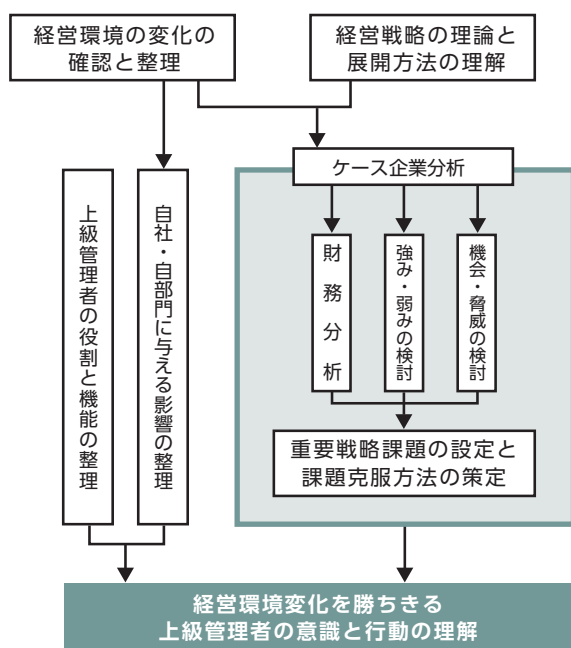 経営環境の変化の
確認と整理
経営戦略の理論と
展開方法の理解
ケース企業分析
上級管理者の役割と機能の整理
自社・自部門に与える影響の整理
財務分析
強み・弱みの検討
機会・脅威の検討
重要戦略課題の設定と
課題克服方法の策定
経営環境変化を勝ちきる
上級管理者の意識と行動の理解